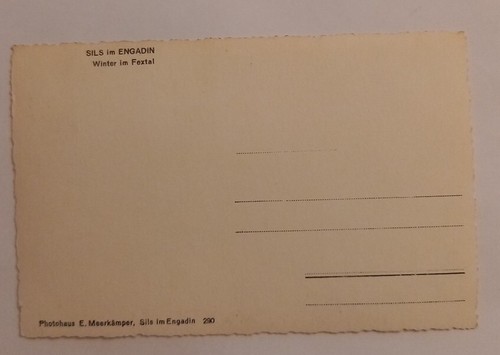 SILS im ENGADIN
Winter im Fextal
Photohaus E. Meerkämper, Sils im Engadin 290